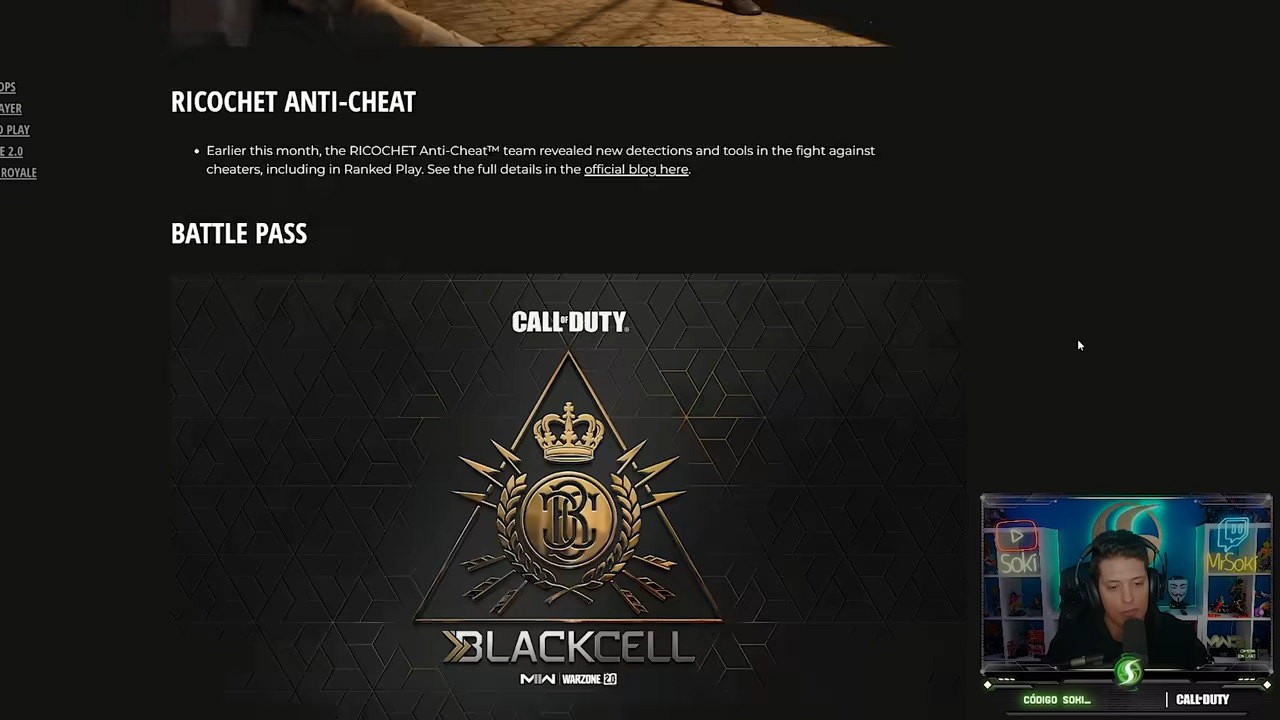 OPS
AYER
D PLAY
E 2.0
ROYALE
RICOCHET ANTI-CHEAT
• Earlier this month, the RICOCHET Anti-Cheat™ team revealed new detections and tools in the fight against
cheaters, including in Ranked Play. See the full details in the official blog here.
BATTLE PASS
CALL OF DUTY®
BLACKCELL
MWII | WARZONE 2.0
Soki
MrSoki
CÓDIGO SOKI_
CALL OF DUTY